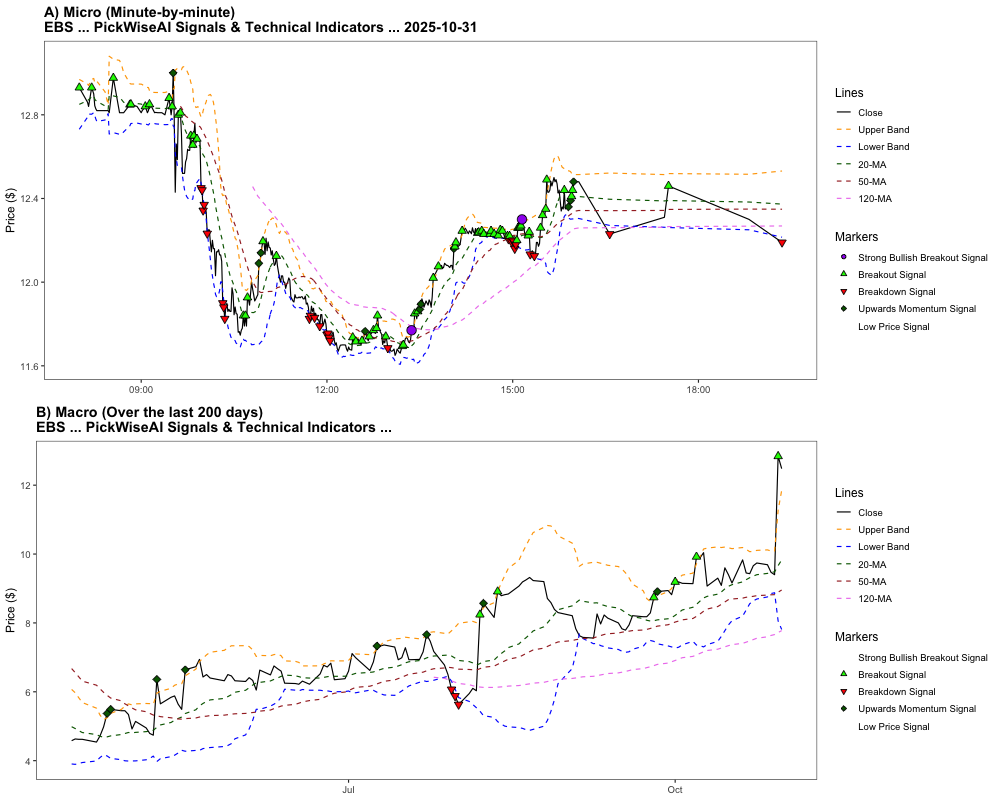 A) Micro (Minute-by-minute)
EBS ... PickWiseAI Signals & Technical Indicators ... 2025-10-31
Price ($)
12.8
12.4
12.0
11.6
09:00
12:00
15:00
18:00
Lines
Close
Upper Band
Lower Band
20-MA
50-MA
120-MA
Markers
Strong Bullish Breakout Signal
Breakout Signal
Breakdown Signal
Upwards Momentum Signal
Low Price Signal
B) Macro (Over the last 200 days)
EBS ... PickWiseAI Signals & Technical Indicators ...
Price ($)
12
10
8
6
4
Jul
Oct
Lines
Close
Upper Band
Lower Band
20-MA
50-MA
120-MA
Markers
Strong Bullish Breakout Signal
Breakout Signal
Breakdown Signal
Upwards Momentum Signal
Low Price Signal